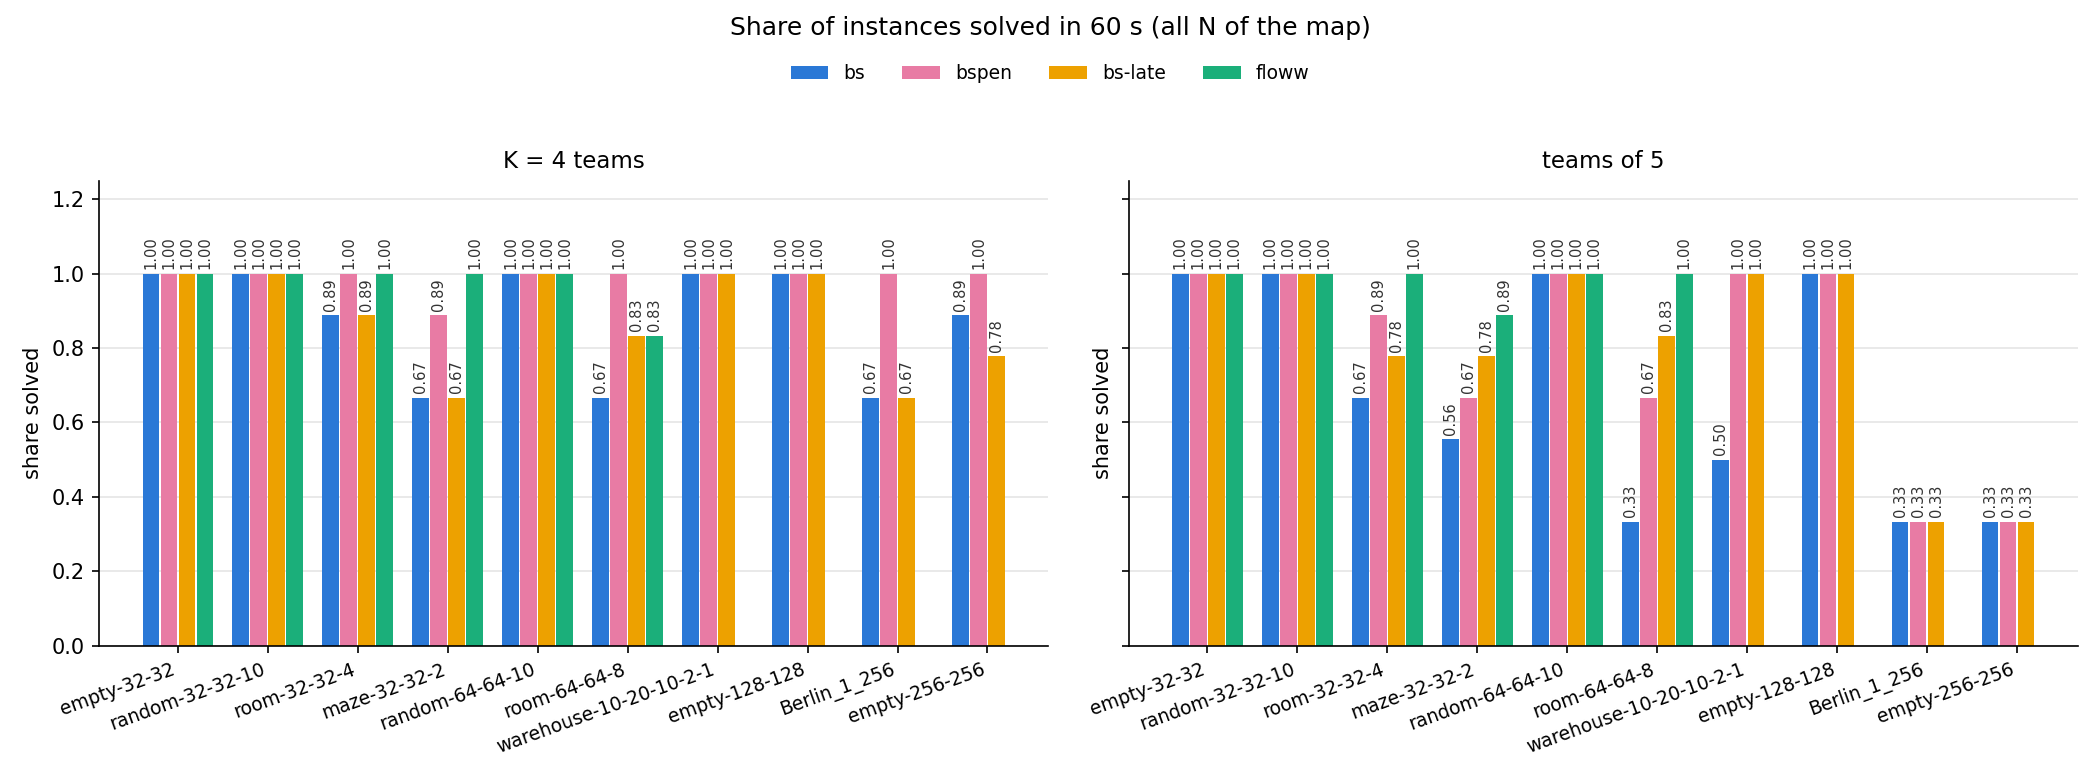 Share of instances solved in 60 s (all N of the map)
bs bspen bs-late floww
K = 4 teams
share solved
1.2
1.0
0.8
0.6
0.4
0.2
0.0
1.00 1.00 1.00 1.00
1.00 1.00 1.00 1.00
0.89 1.00 0.89 1.00
0.67 0.89 0.67 1.00
1.00 1.00 1.00 1.00
0.67 1.00 0.83 0.83
1.00 1.00 1.00
1.00 1.00 1.00
0.67 1.00 0.67
0.89 1.00 0.78
empty-32-32
random-32-32-10
room-32-32-4
maze-32-32-2
random-64-64-10
room-64-64-8
warehouse-10-20-10-2-1
empty-128-128
Berlin_1_256
empty-256-256
teams of 5
share solved
1.00 1.00 1.00 1.00
1.00 1.00 1.00 1.00
0.67 0.89 0.78 1.00
0.56 0.67 0.78 0.89
1.00 1.00 1.00 1.00
0.33 0.67 0.83 1.00
0.50 1.00 1.00
1.00 1.00 1.00
0.33 0.33 0.33
0.33 0.33 0.33
empty-32-32
random-32-32-10
room-32-32-4
maze-32-32-2
random-64-64-10
room-64-64-8
warehouse-10-20-10-2-1
empty-128-128
Berlin_1_256
empty-256-256